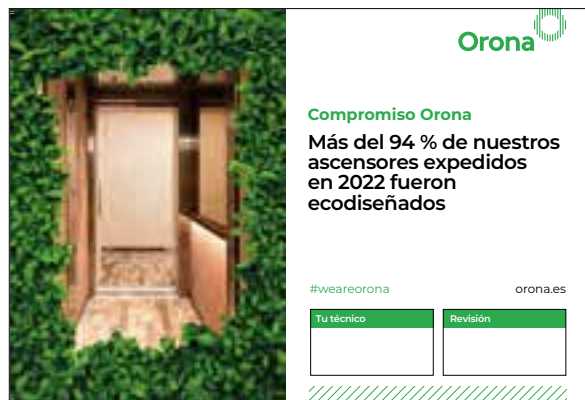 Orona
Compromiso Orona
Más del 94 % de nuestros
ascensores expedidos
en 2022 fueron
ecodiseñados
#weareorona
orona.es
Tu técnico
Revisión